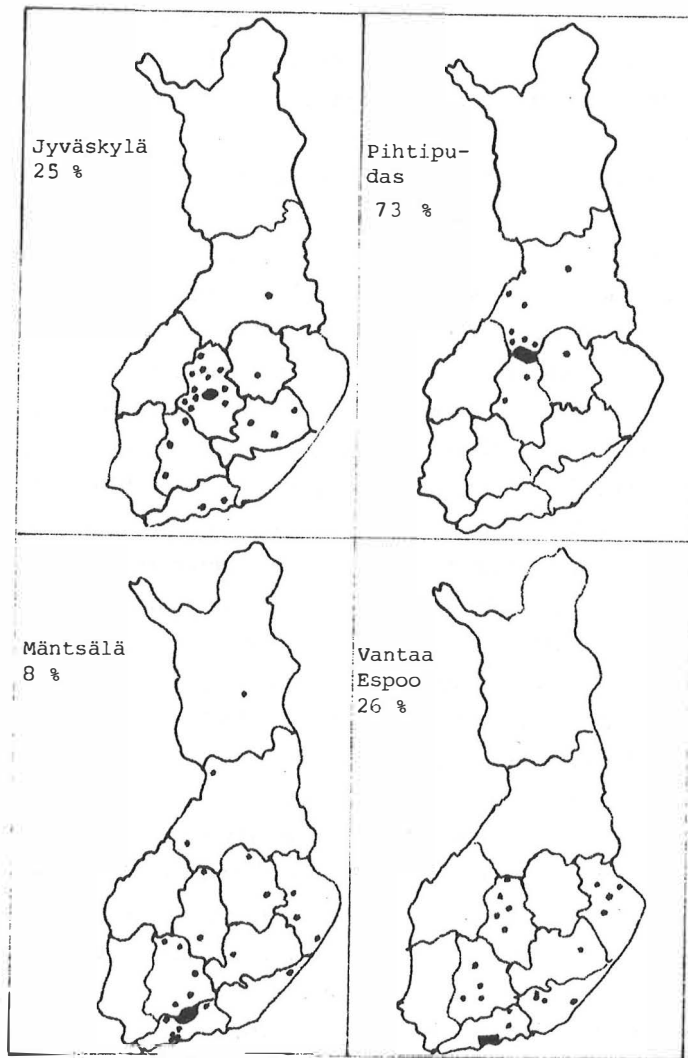 Jyväskylä
25 %
Pihtipu-
das
73 %
Mäntsälä
8 %
Vantaa
Espoo
26 %